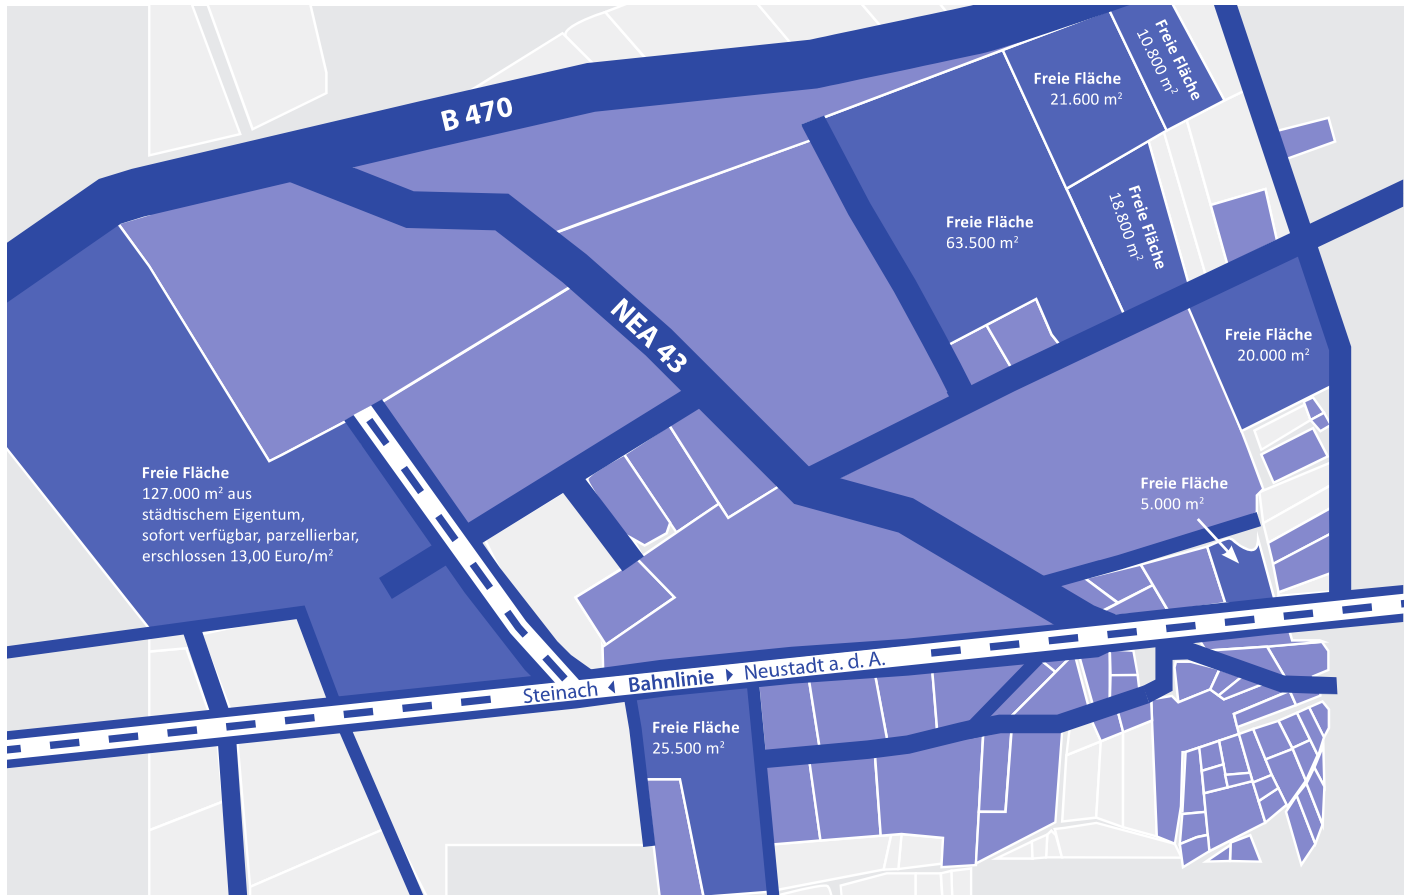 B 470
Freie Fläche
10.800 m²
Freie Fläche
21.600 m²
Freie Fläche
18.800 m²
Freie Fläche
63.500 m²
NEA 43
Freie Fläche
20.000 m²
Freie Fläche
127.000 m² aus
städtischem Eigentum,
sofort verfügbar, parzellierbar,
erschlossen 13,00 Euro/m²
Freie Fläche
5.000 m²
Steinach ◄ Bahnlinie ► Neustadt a. d. A.
Freie Fläche
25.500 m²